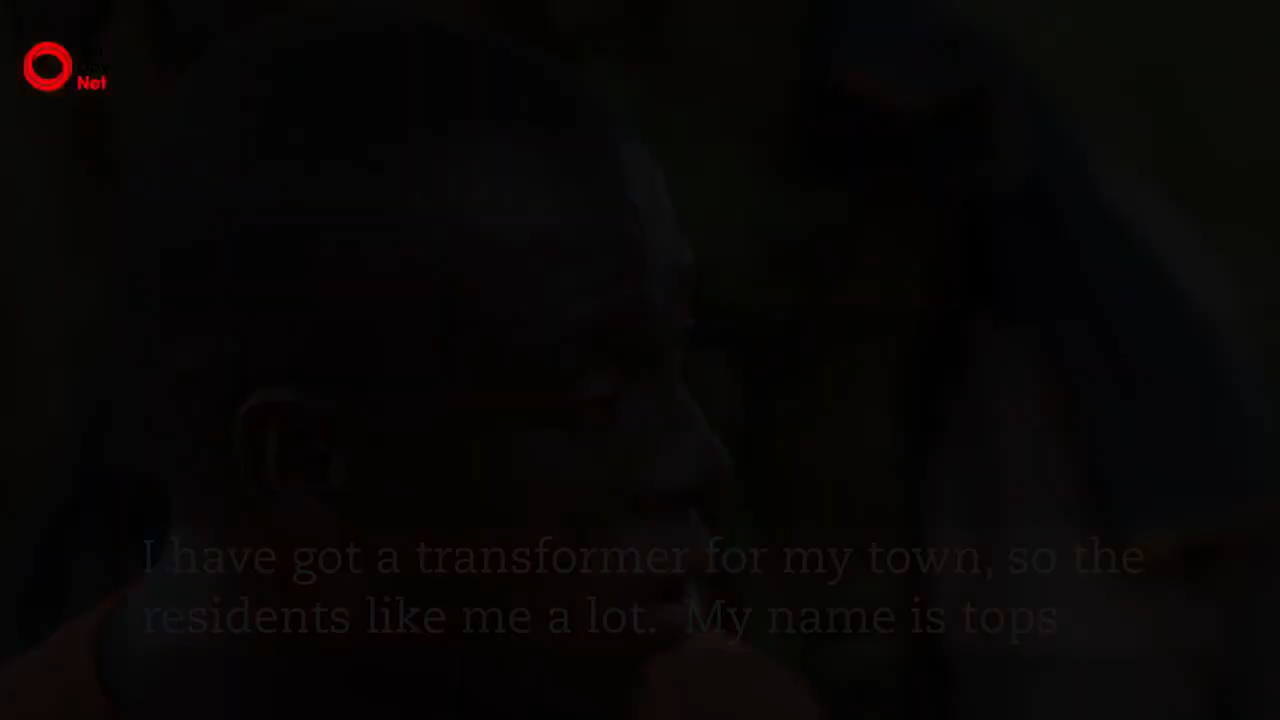 Net
I have got a transformer for my town, so the
residents like me a lot.  My name is tops